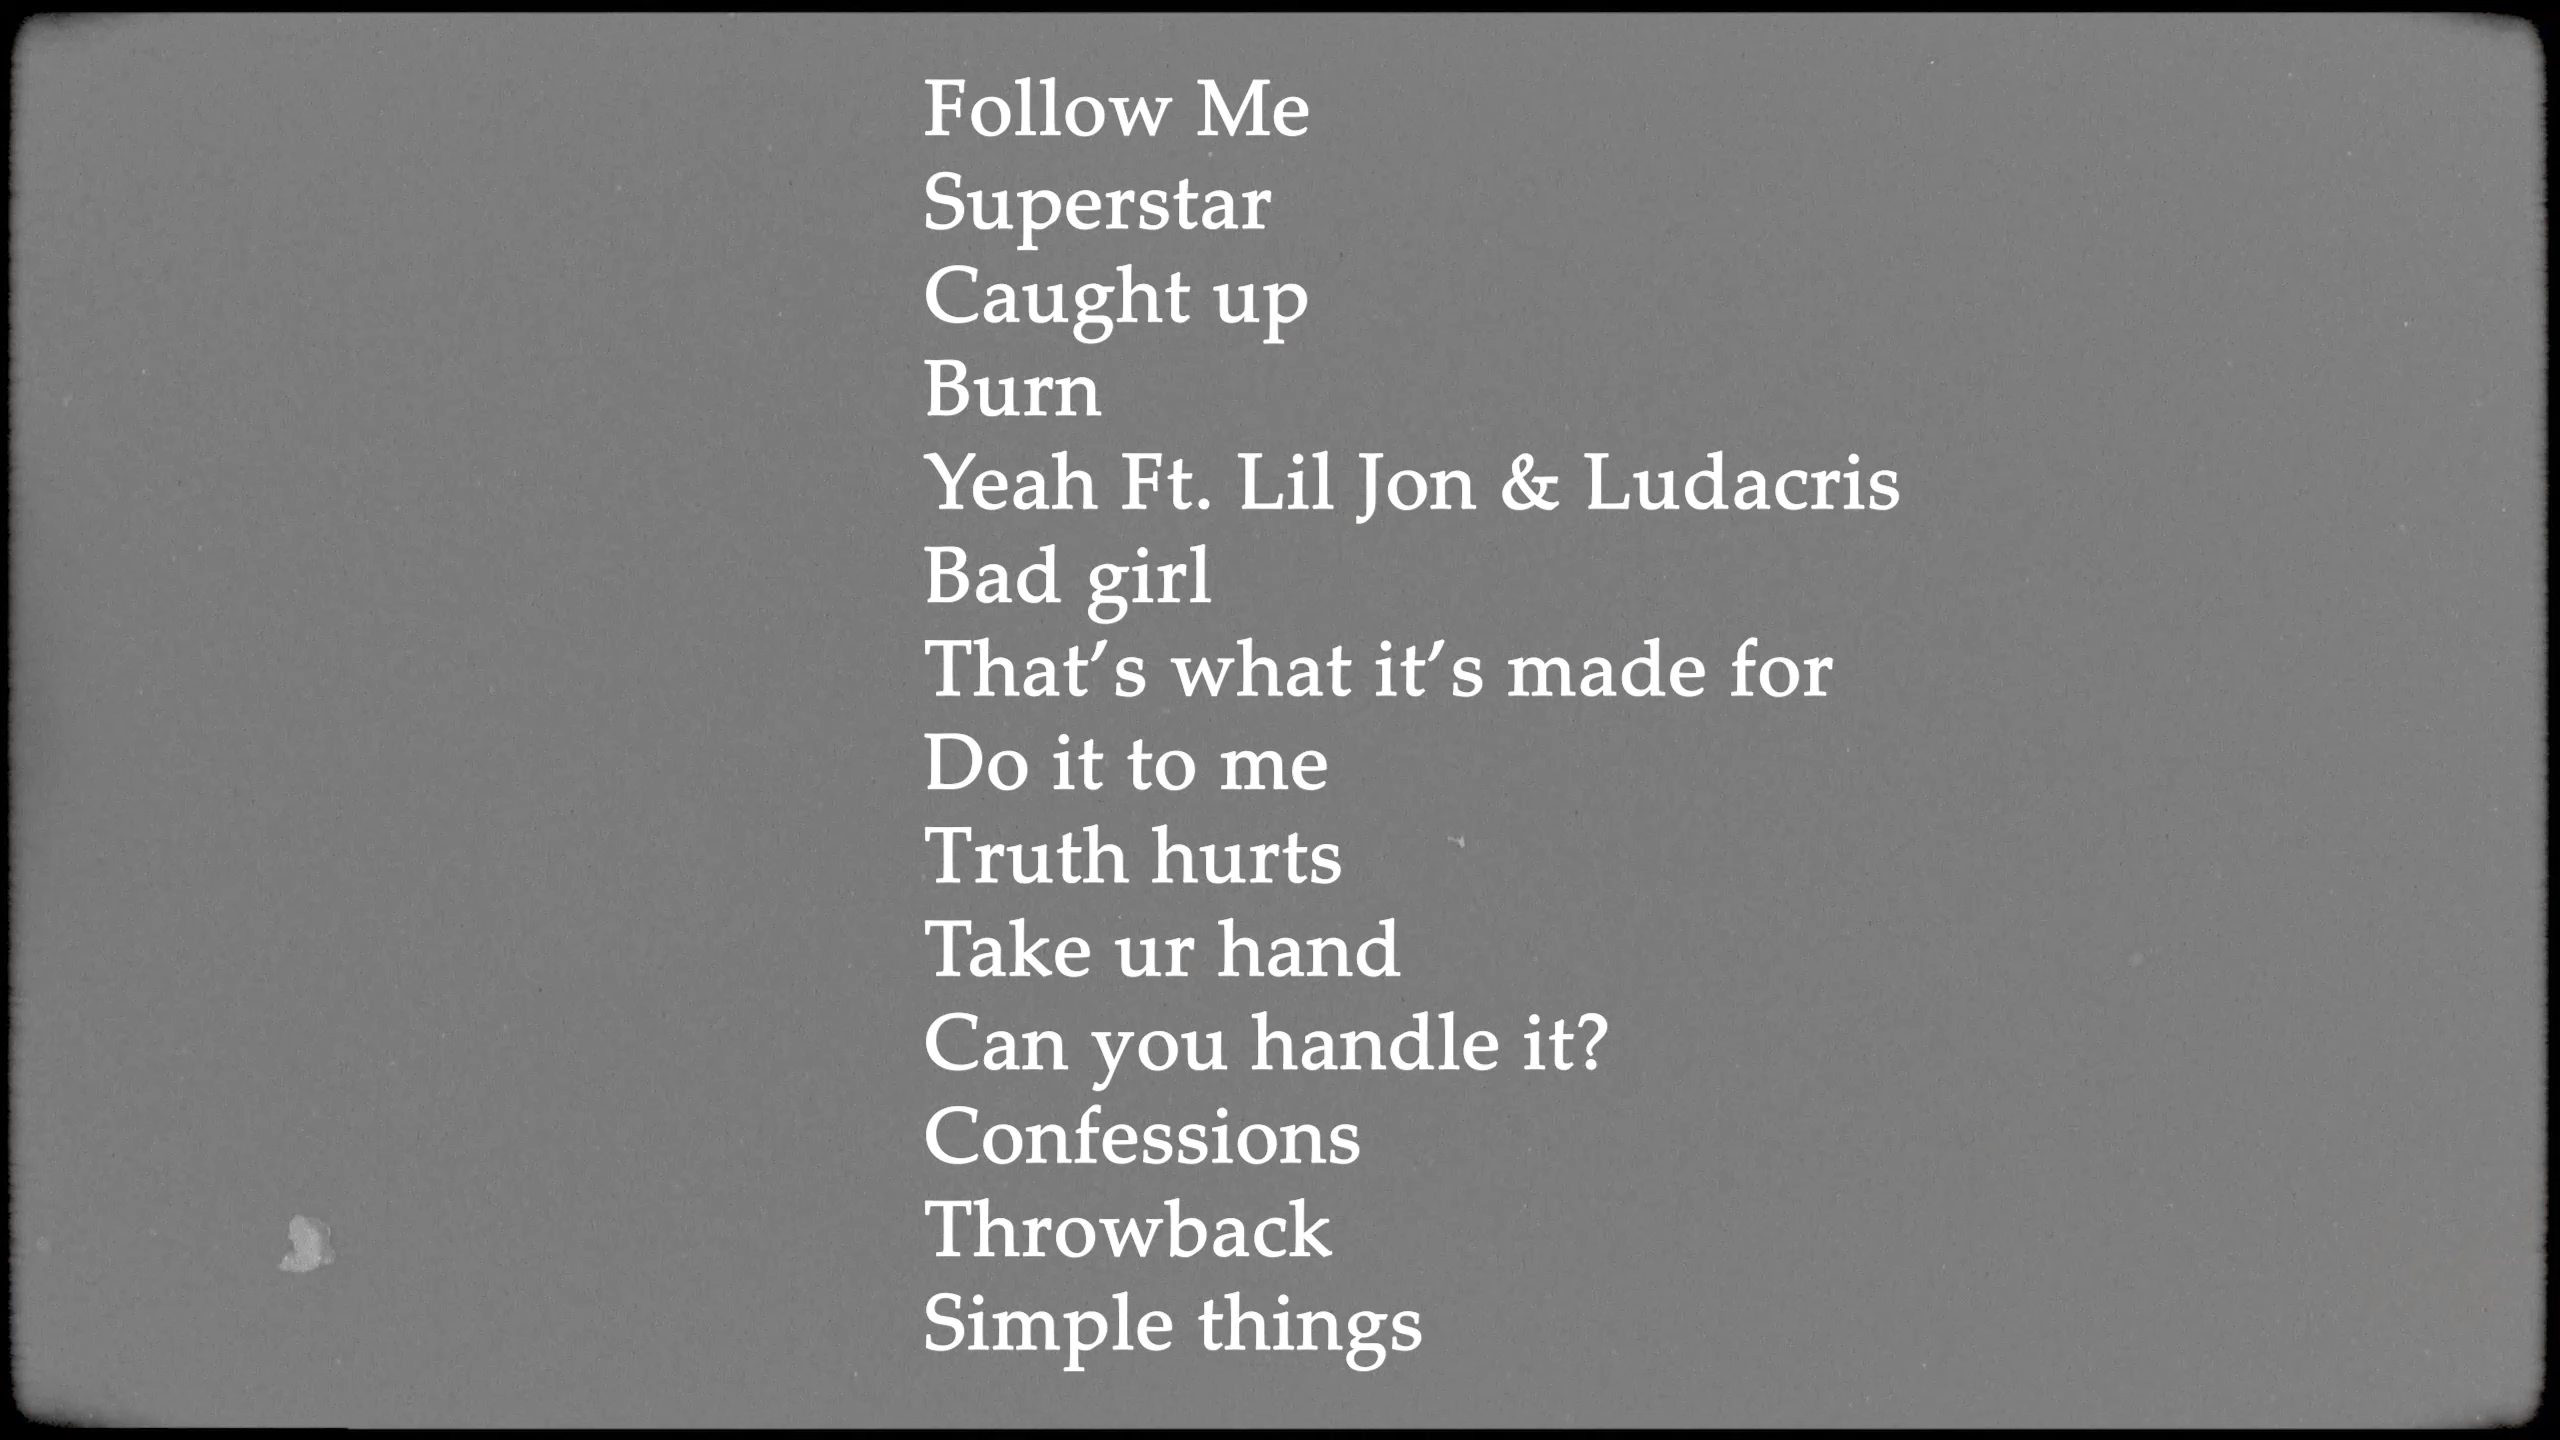 Follow Me
Superstar
Caught up
Burn
Yeah Ft. Lil Jon & Ludacris
Bad girl
That’s what it’s made for
Do it to me
Truth hurts
Take ur hand
Can you handle it?
Confessions
Throwback
Simple things